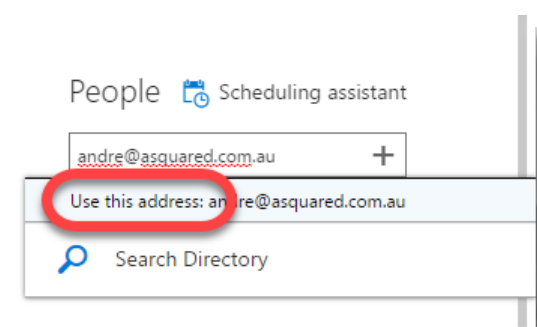 People Scheduling assistant
andre@asquared.com.au +
Use this address: andre@asquared.com.au
Search Directory